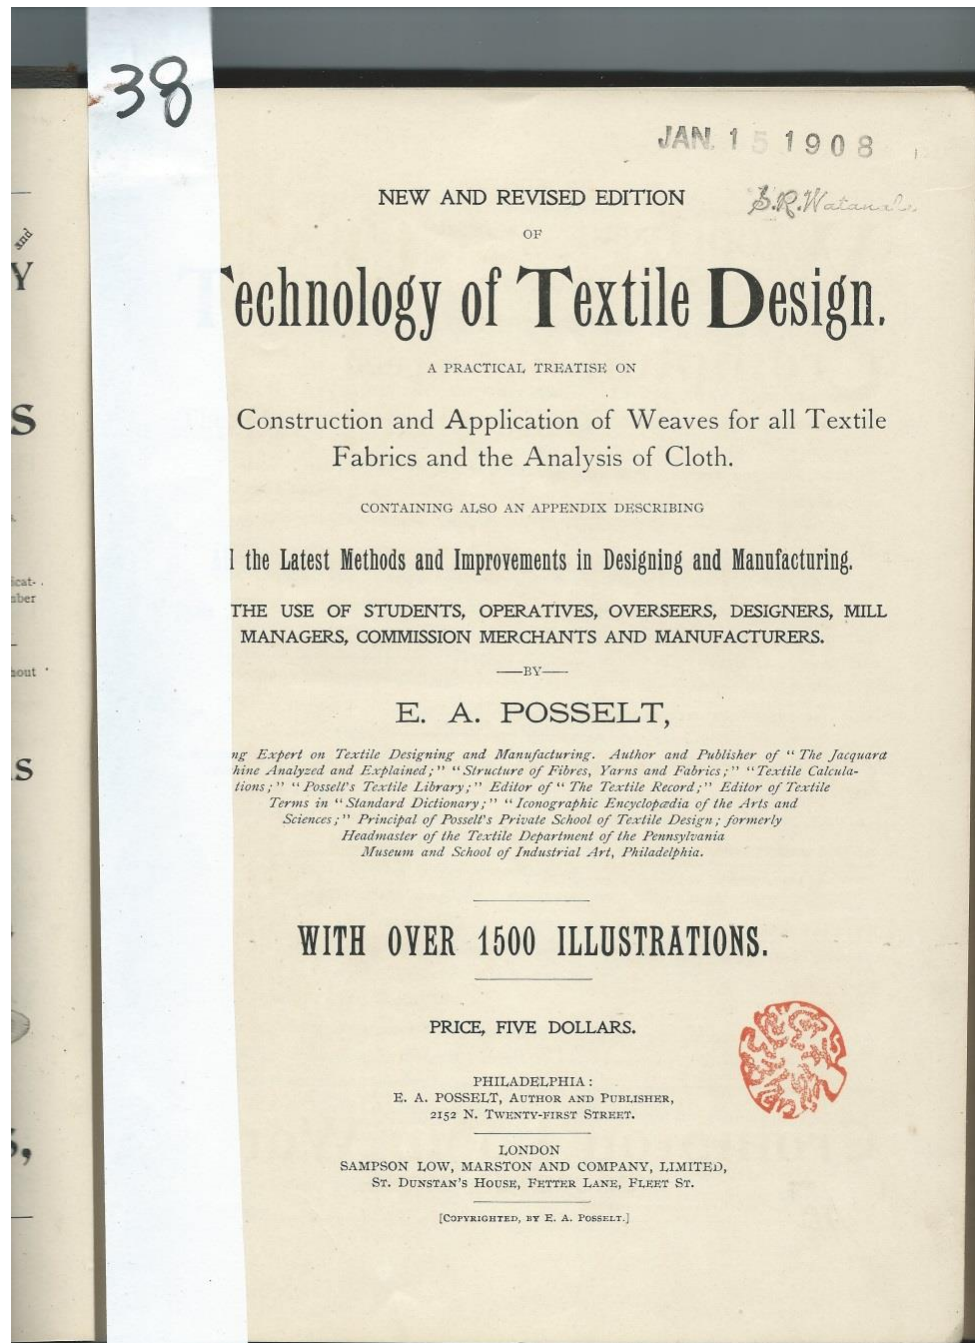 38
JAN. 15 1908
NEW AND REVISED EDITION
S.R. Watanabe
OF
Technology of Textile Design.
A PRACTICAL TREATISE ON
Construction and Application of Weaves for all Textile
Fabrics and the Analysis of Cloth.
CONTAINING ALSO AN APPENDIX DESCRIBING
l the Latest Methods and Improvements in Designing and Manufacturing.
THE USE OF STUDENTS, OPERATIVES, OVERSEERS, DESIGNERS, MILL
MANAGERS, COMMISSION MERCHANTS AND MANUFACTURERS.
—BY—
E. A. POSSELT,
ng Expert on Textile Designing and Manufacturing. Author and Publisher of "The Jacquard
hine Analyzed and Explained;" "Structure of Fibres, Yarns and Fabrics;" "Textile Calcula-
tions;" "Posselt's Textile Library;" Editor of "The Textile Record;" Editor of Textile
Terms in "Standard Dictionary;" "Iconographic Encyclopædia of the Arts and
Sciences;" Principal of Posselt's Private School of Textile Design; formerly
Headmaster of the Textile Department of the Pennsylvania
Museum and School of Industrial Art, Philadelphia.
WITH OVER 1500 ILLUSTRATIONS.
PRICE, FIVE DOLLARS.
PHILADELPHIA:
E. A. POSSELT, AUTHOR AND PUBLISHER,
2152 N. TWENTY-FIRST STREET.
LONDON
SAMPSON LOW, MARSTON AND COMPANY, LIMITED,
ST. DUNSTAN'S HOUSE, FETTER LANE, FLEET ST.
[COPYRIGHTED, BY E. A. POSSELT.]